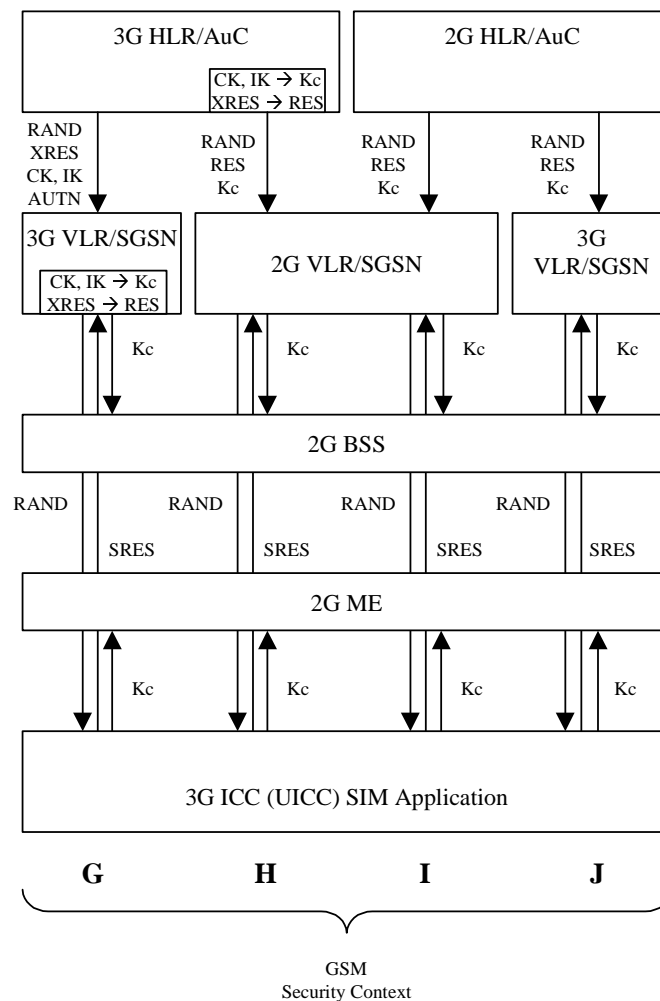 3G HLR/AuC
2G HLR/AuC
CK, IK → Kc
XRES → RES
RAND
XRES
CK, IK
AUTN
RAND
RES
Kc
RAND
RES
Kc
RAND
RES
Kc
3G VLR/SGSN
CK, IK → Kc
XRES → RES
2G VLR/SGSN
3G
VLR/SGSN
Kc
Kc
Kc
Kc
2G BSS
RAND
RAND
RAND
RAND
SRES
SRES
SRES
SRES
2G ME
Kc
Kc
Kc
Kc
3G ICC (UICC) SIM Application
G
H
I
J
GSM
Security Context